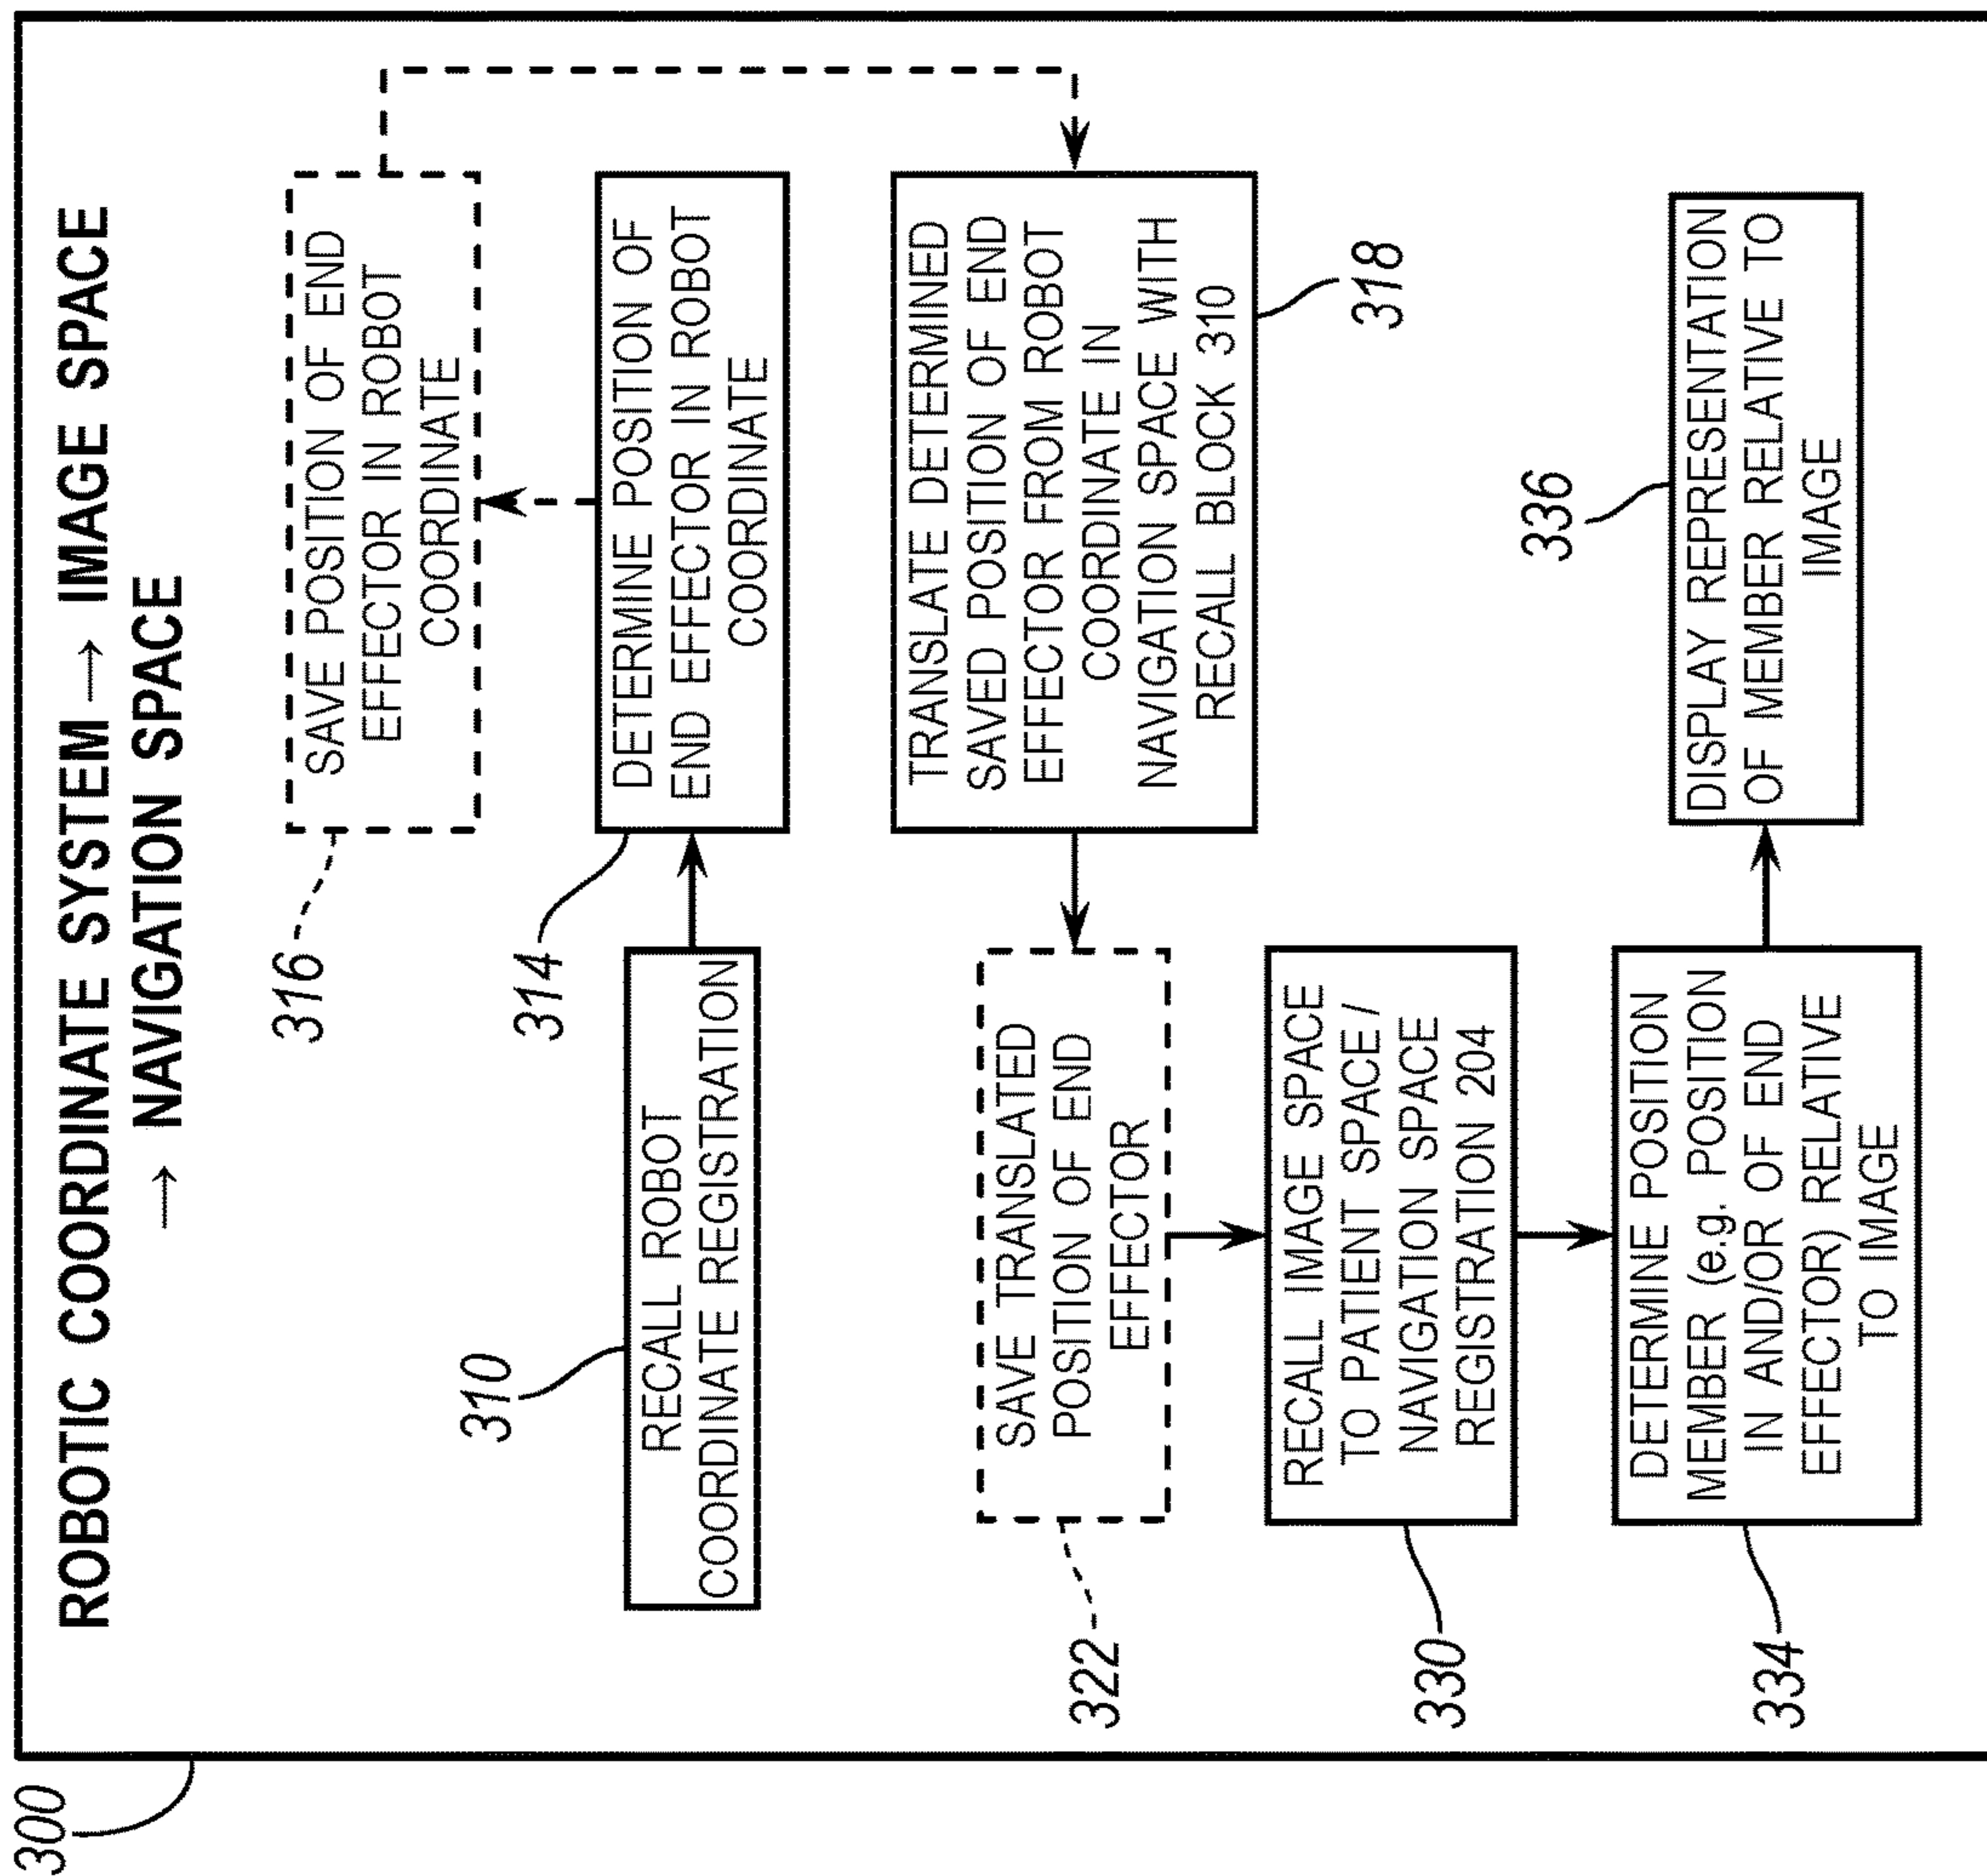 300
ROBOTIC COORDINATE SYSTEM → IMAGE SPACE
→ NAVIGATION SPACE
316
SAVE POSITION OF END
EFFECTOR IN ROBOT
COORDINATE
310
RECALL ROBOT
COORDINATE REGISTRATION
314
DETERMINE POSITION OF
END EFFECTOR IN ROBOT
COORDINATE
322
SAVE TRANSLATED
POSITION OF END
EFFECTOR
TRANSLATE DETERMINED
SAVED POSITION OF END
EFFECTOR FROM ROBOT
COORDINATE IN
NAVIGATION SPACE WITH
RECALL BLOCK 310
318
330
RECALL IMAGE SPACE
TO PATIENT SPACE /
NAVIGATION SPACE
REGISTRATION 204
334
DETERMINE POSITION
MEMBER (e.g. POSITION
IN AND/OR OF END
EFFECTOR) RELATIVE
TO IMAGE
336
DISPLAY REPRESENTATION
OF MEMBER RELATIVE TO
IMAGE